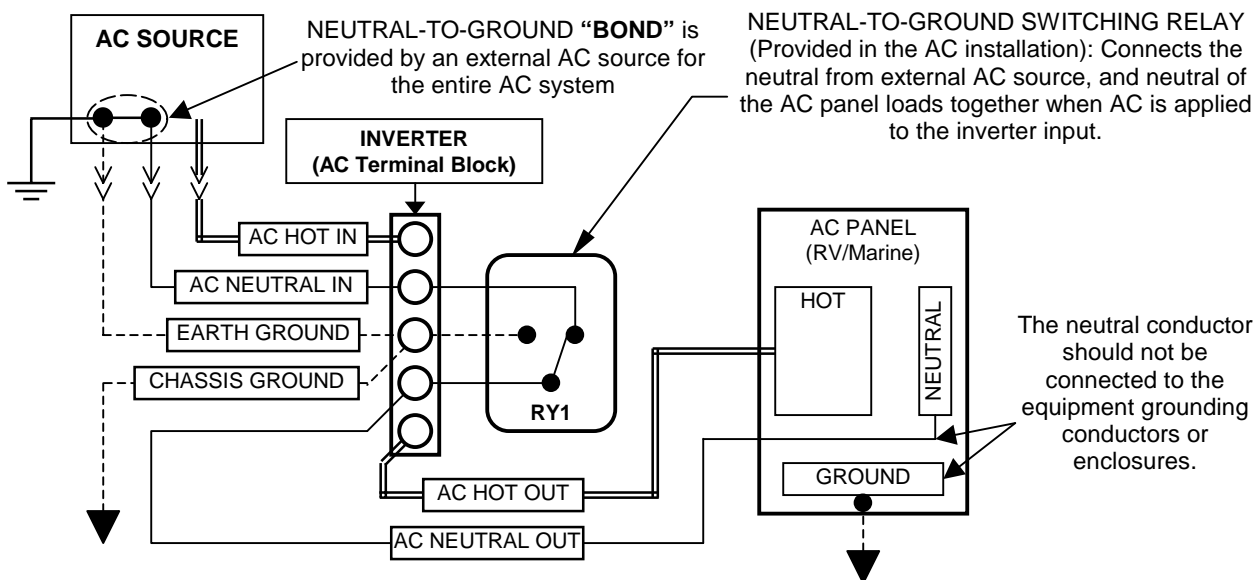 AC SOURCE
NEUTRAL-TO-GROUND “BOND” is
provided by an external AC source for
the entire AC system
NEUTRAL-TO-GROUND SWITCHING RELAY
(Provided in the AC installation): Connects the
neutral from external AC source, and neutral of
the AC panel loads together when AC is applied
to the inverter input.
INVERTER
(AC Terminal Block)
AC HOT IN
AC NEUTRAL IN
EARTH GROUND
CHASSIS GROUND
RY1
AC PANEL
(RV/Marine)
HOT
NEUTRAL
GROUND
The neutral conductor
should not be
connected to the
equipment grounding
conductors or
enclosures.
AC HOT OUT
AC NEUTRAL OUT